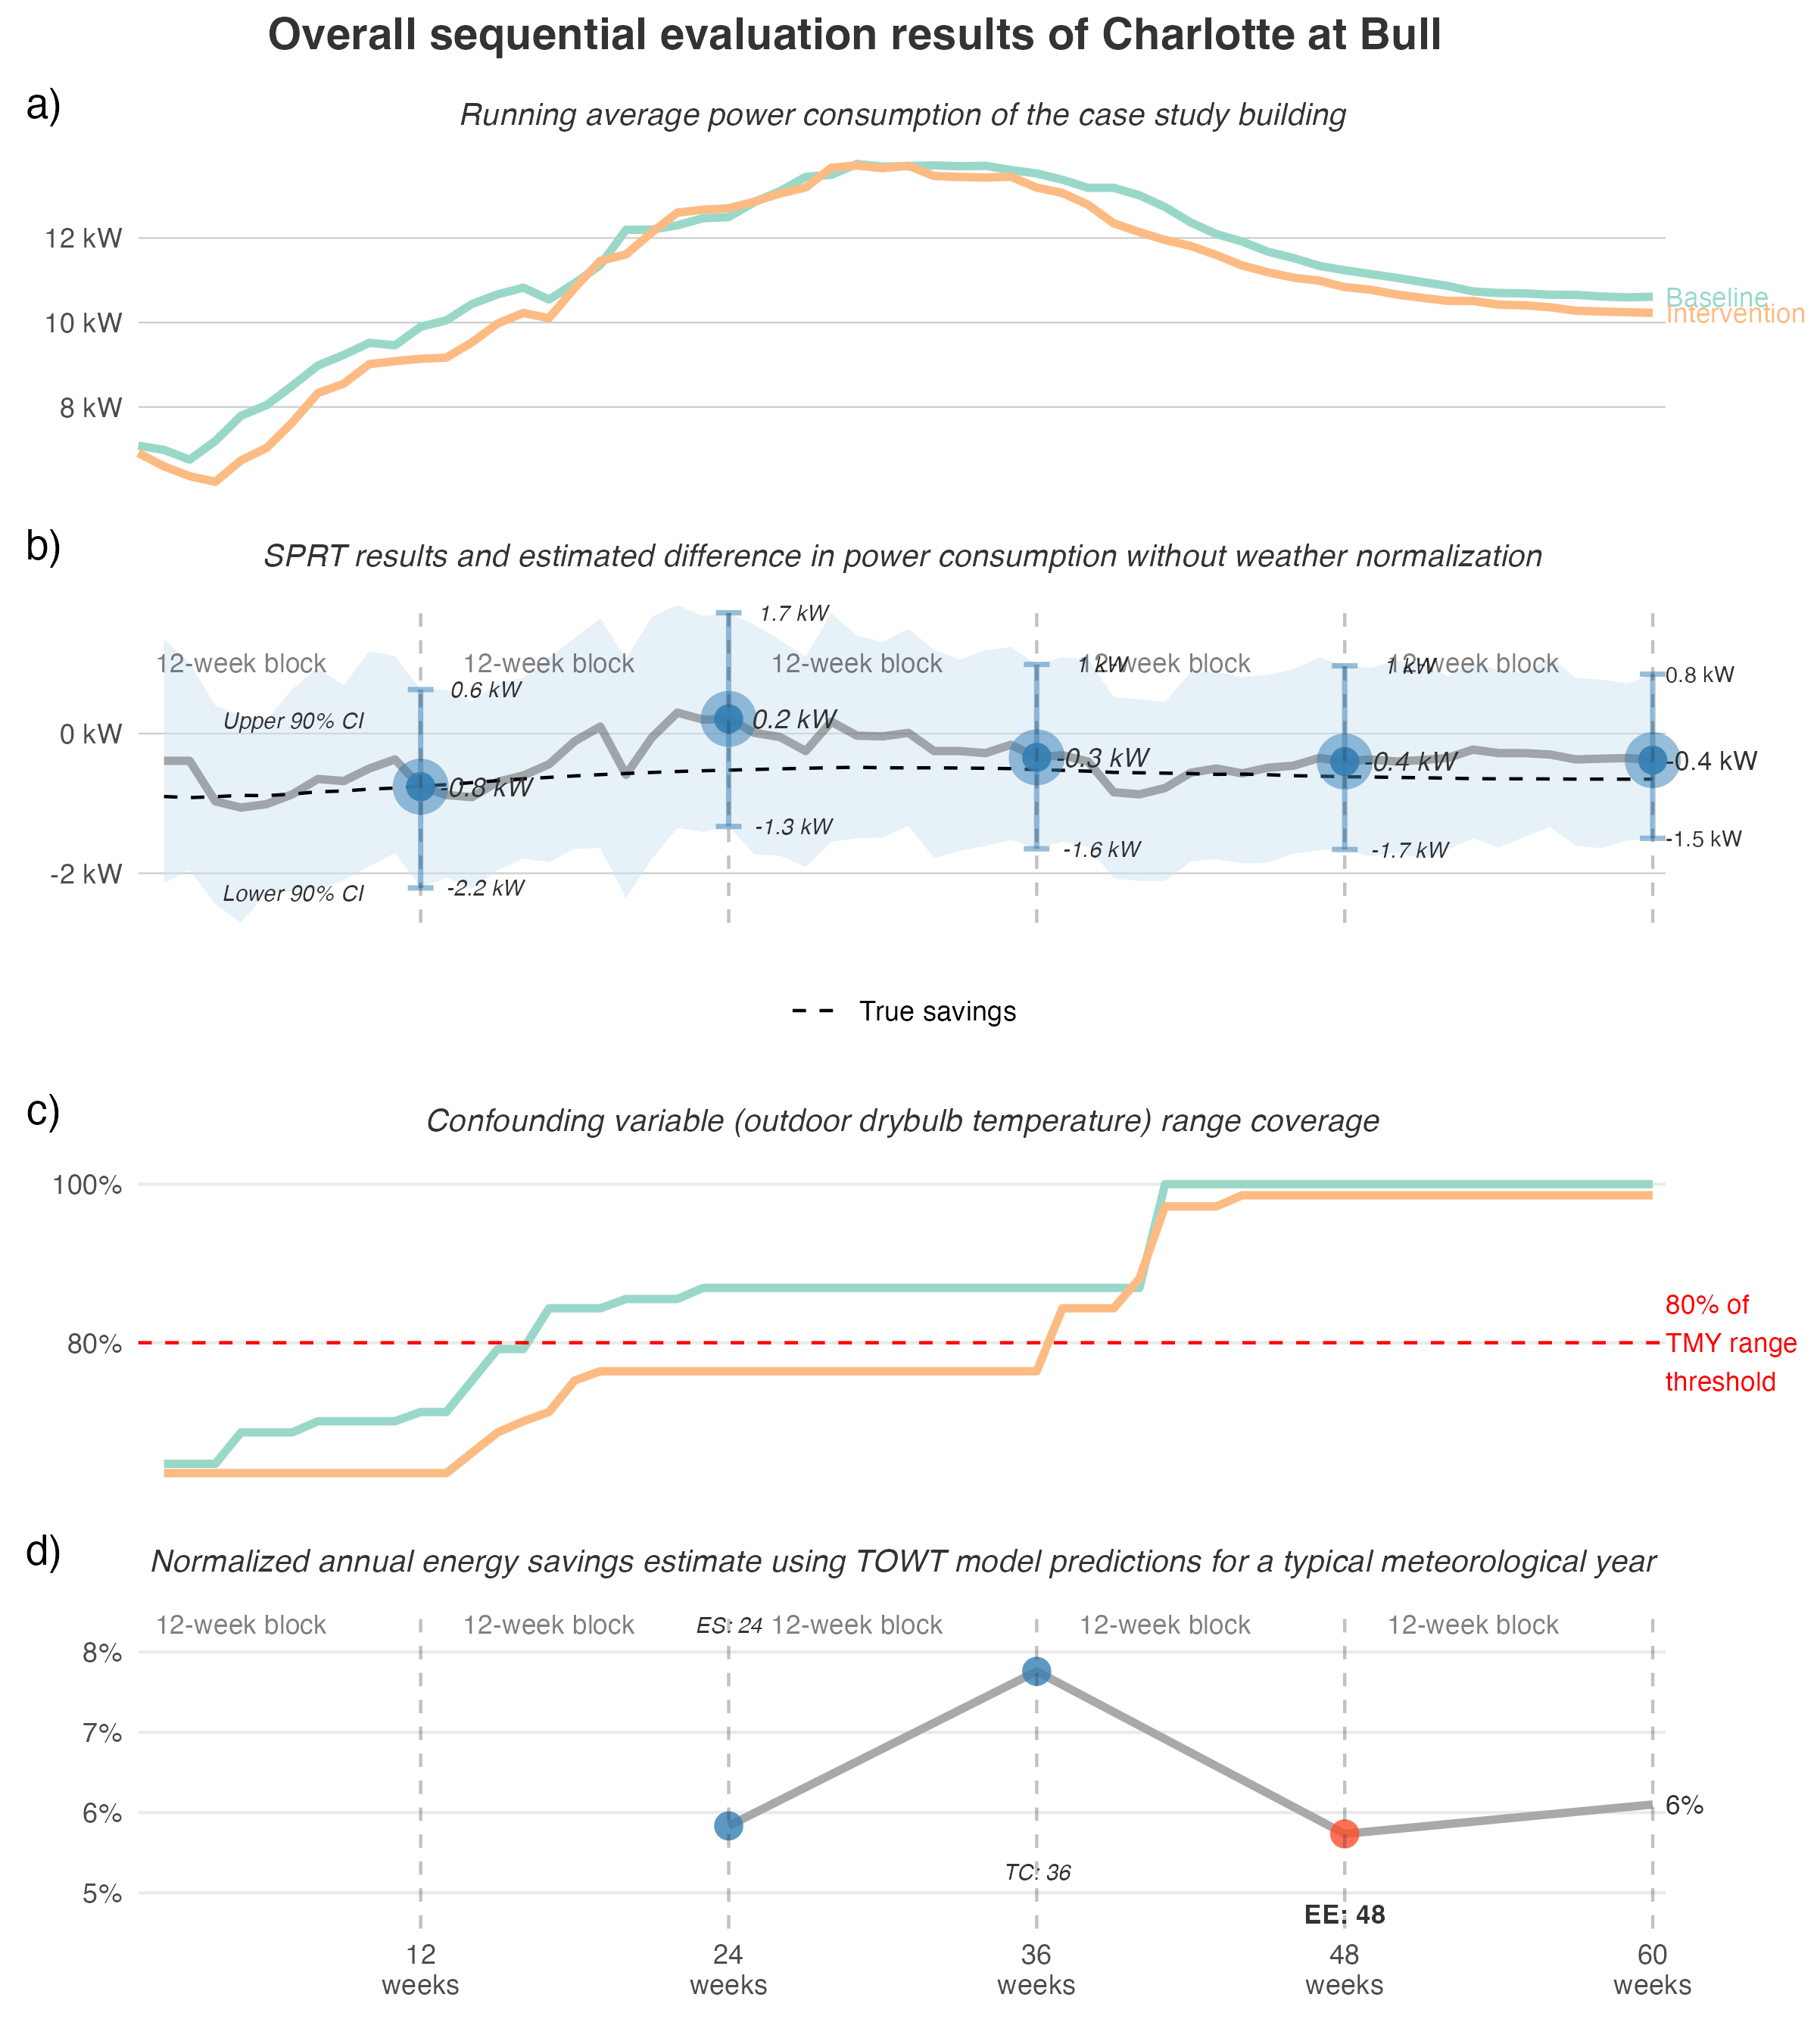 Overall sequential evaluation results of Charlotte at Bull
a)
Running average power consumption of the case study building
12 kW
10 kW
8 kW
Baseline
Intervention
b)
SPRT results and estimated difference in power consumption without weather normalization
1.7 kW
12-week block
12-week block
12-week block
1 kW
12-week block
1 kW
12-week block
0.6 kW
0.8 kW
Upper 90% CI
0.2 kW
0 kW
-0.8 kW
-0.3 kW
-0.4 kW
-0.4 kW
-1.3 kW
-1.6 kW
-1.7 kW
-1.5 kW
-2 kW
Lower 90% CI
-2.2 kW
True savings
c)
Confounding variable (outdoor drybulb temperature) range coverage
100%
80%
80% of
TMY range
threshold
d)
Normalized annual energy savings estimate using TOWT model predictions for a typical meteorological year
12-week block
12-week block
ES: 24
12-week block
12-week block
12-week block
8%
7%
6%
5%
6%
TC: 36
EE: 48
12
weeks
24
weeks
36
weeks
48
weeks
60
weeks